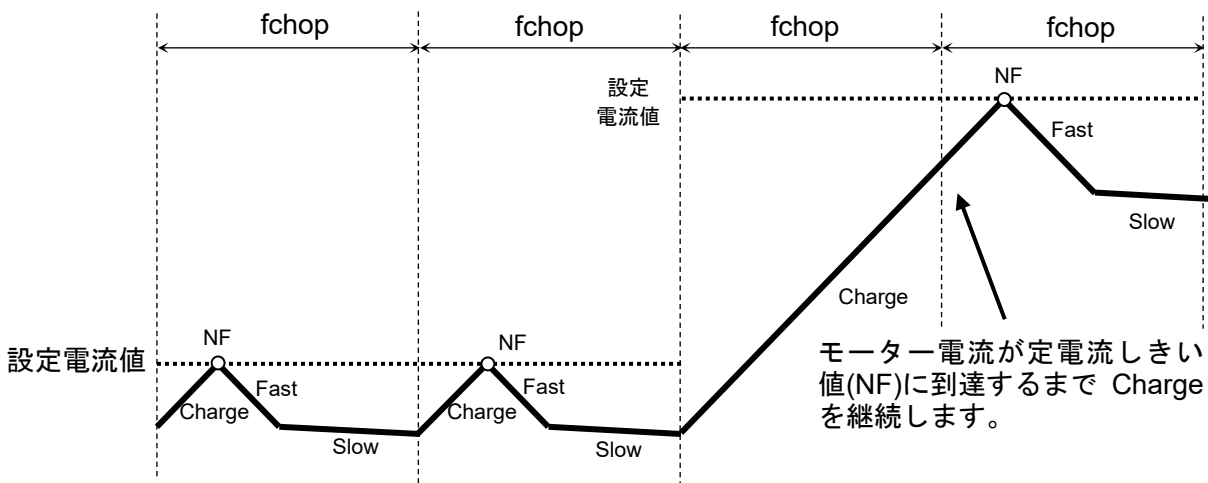 fchop
fchop
fchop
fchop
設定
電流値
NF
Fast
Slow
Charge
設定電流値
NF
Fast
Charge
Slow
NF
Fast
Charge
Slow
モーター電流が定電流しきい
値(NF)に到達するまで Charge
を継続します。